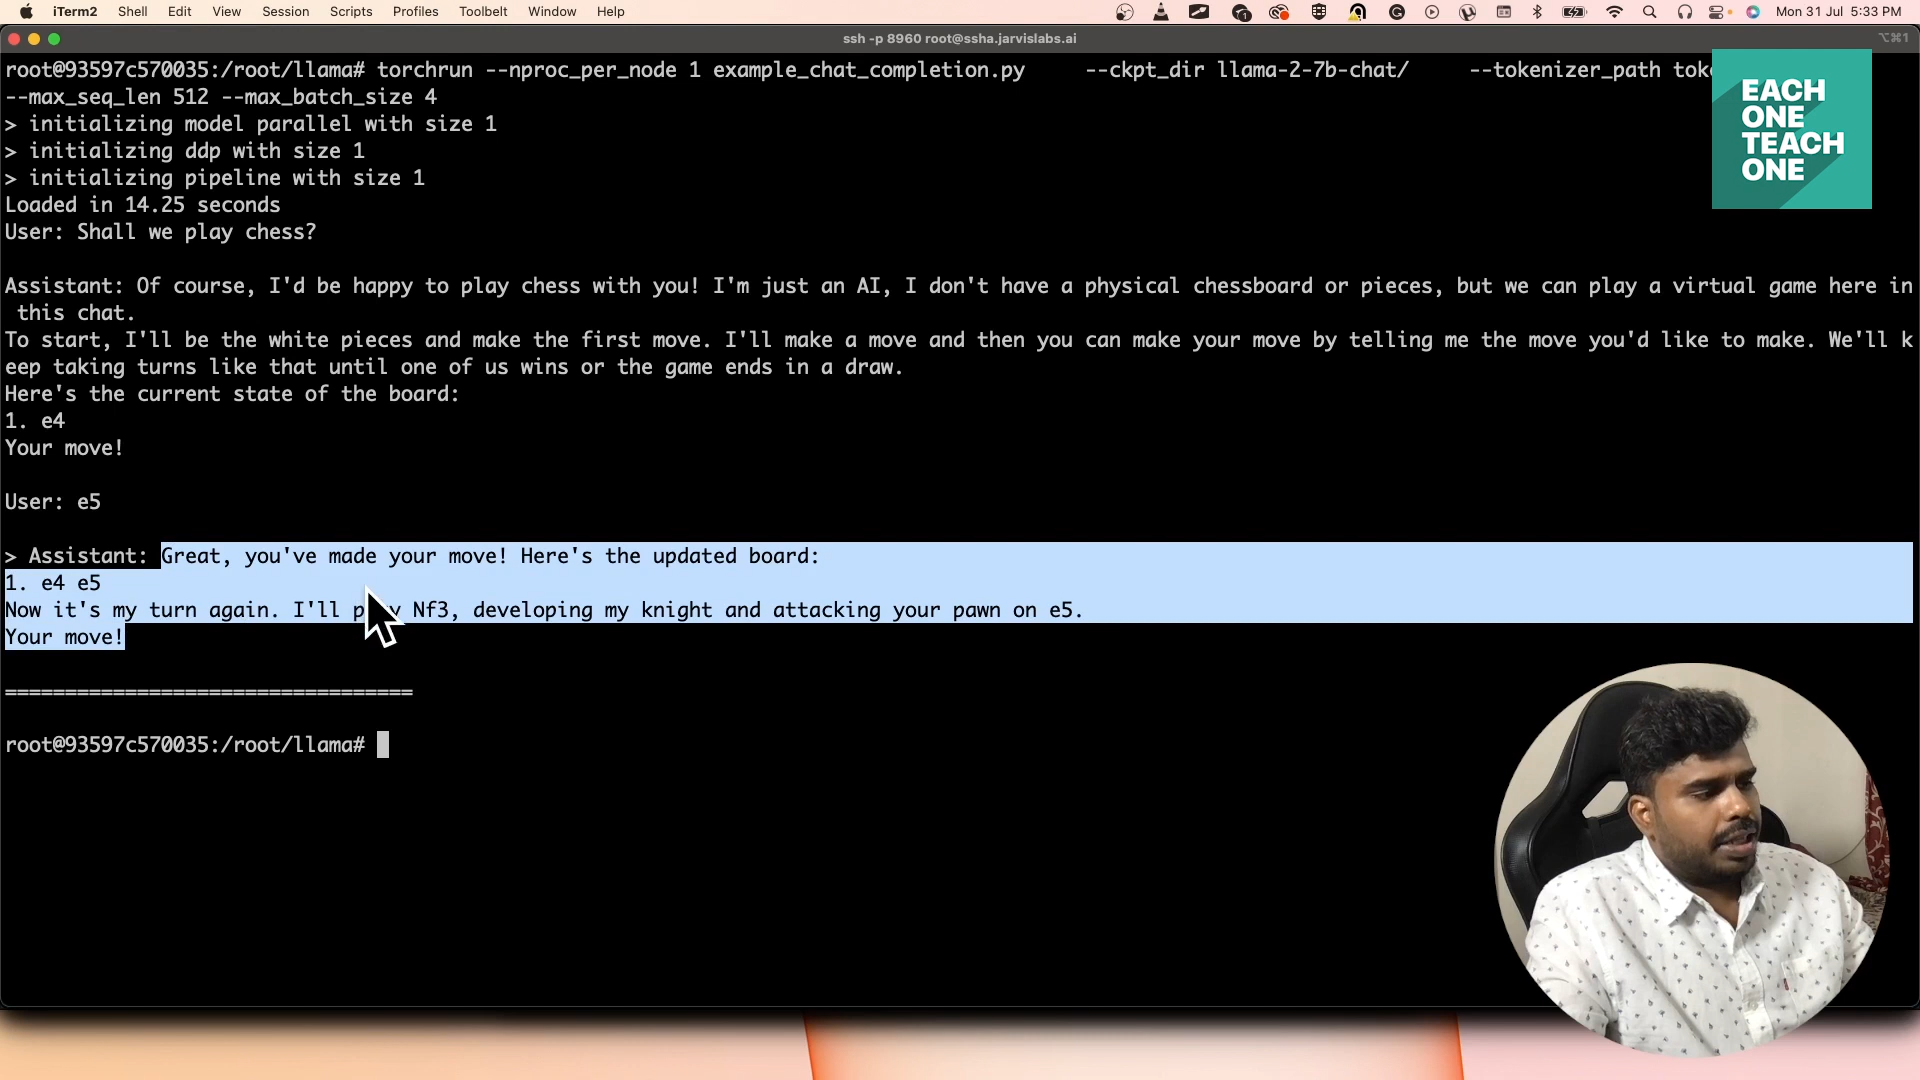 iTerm2 Shell Edit View Session Scripts Profiles Toolbelt Window Help Mon 31 Jul 5:33 PM
ssh -p 8960 root@ssha.jarvislabs.ai ⌥⌘1
root@93597c570035:/root/llama# torchrun --nproc_per_node 1 example_chat_completion.py --ckpt_dir llama-2-7b-chat/ --tokenizer_path
--max_seq_len 512 --max_batch_size 4
> initializing model parallel with size 1
> initializing ddp with size 1
> initializing pipeline with size 1
Loaded in 14.25 seconds
User: Shall we play chess?
Assistant: Of course, I'd be happy to play chess with you! I'm just an AI, I don't have a physical chessboard or pieces, but we can play a virtual game here in
this chat.
To start, I'll be the white pieces and make the first move. I'll make a move and then you can make your move by telling me the move you'd like to make. We'll k
eep taking turns like that until one of us wins or the game ends in a draw.
Here's the current state of the board:
1. e4
Your move!
User: e5
> Assistant: Great, you've made your move! Here's the updated board:
1. e4 e5
Now it's my turn again. I'll Nf3, developing my knight and attacking your pawn on e5.
Your move!
==================================
root@93597c570035:/root/llama#
EACH
ONE
TEACH
ONE